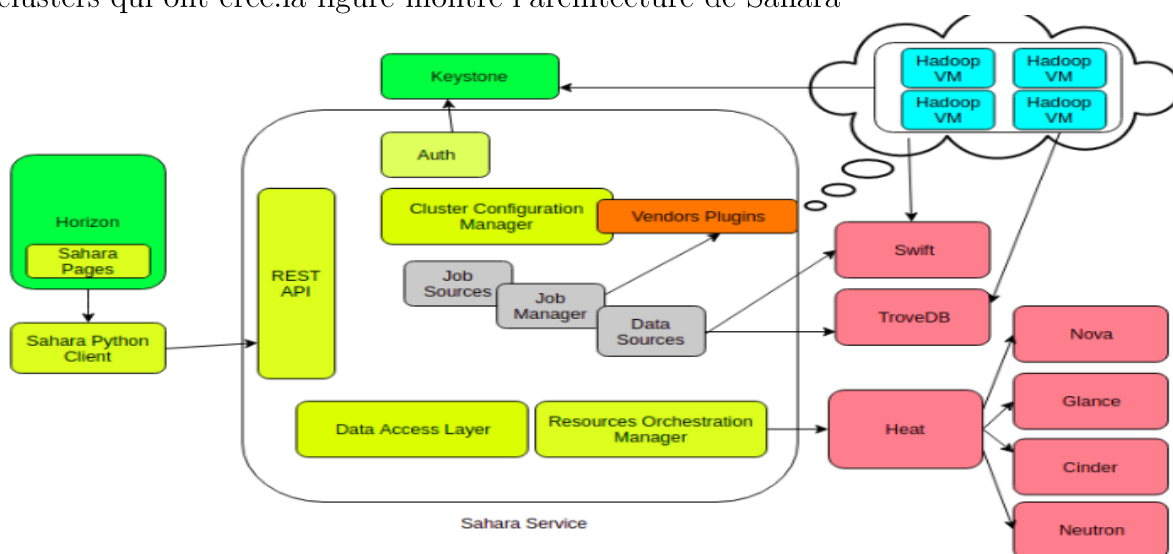 clusters qui ont crée.la figure montre l'architecture de Sahara
Keystone
Hadoop
VM
Hadoop
VM
Hadoop
VM
Hadoop
VM
Auth
Horizon
Sahara
Pages
Cluster Configuration
Manager
Vendors Plugins
REST
API
Job
Sources
Job
Manager
Data
Sources
Swift
TroveDB
Sahara Python
Client
Nova
Glance
Data Access Layer
Resources Orchestration
Manager
Heat
Cinder
Neutron
Sahara Service